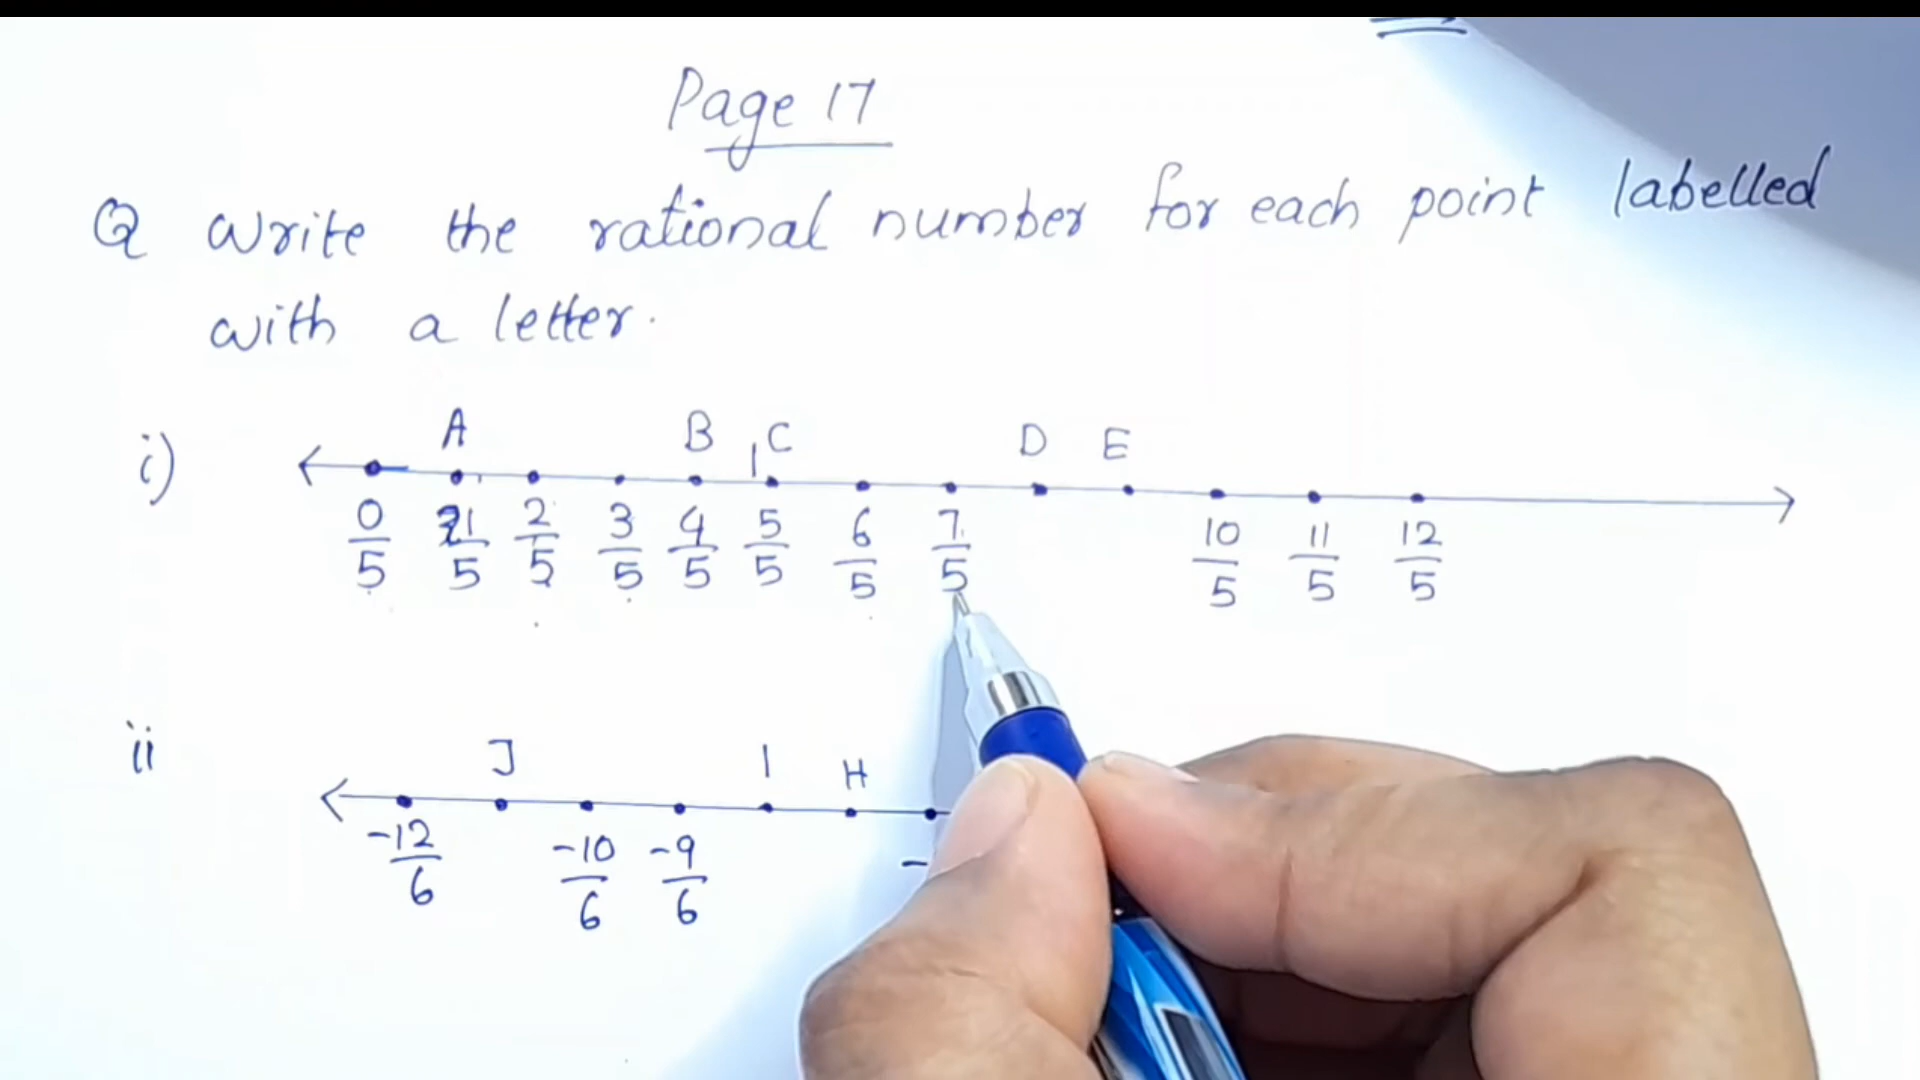 Page 17
Q Write the rational number for each point labelled
with a letter.
i) A B 1 C D E
0/5 1/5 2/5 3/5 4/5 5/5 6/5 7/5 10/5 11/5 12/5
ii J I H
-12/6 -10/6 -9/6 -